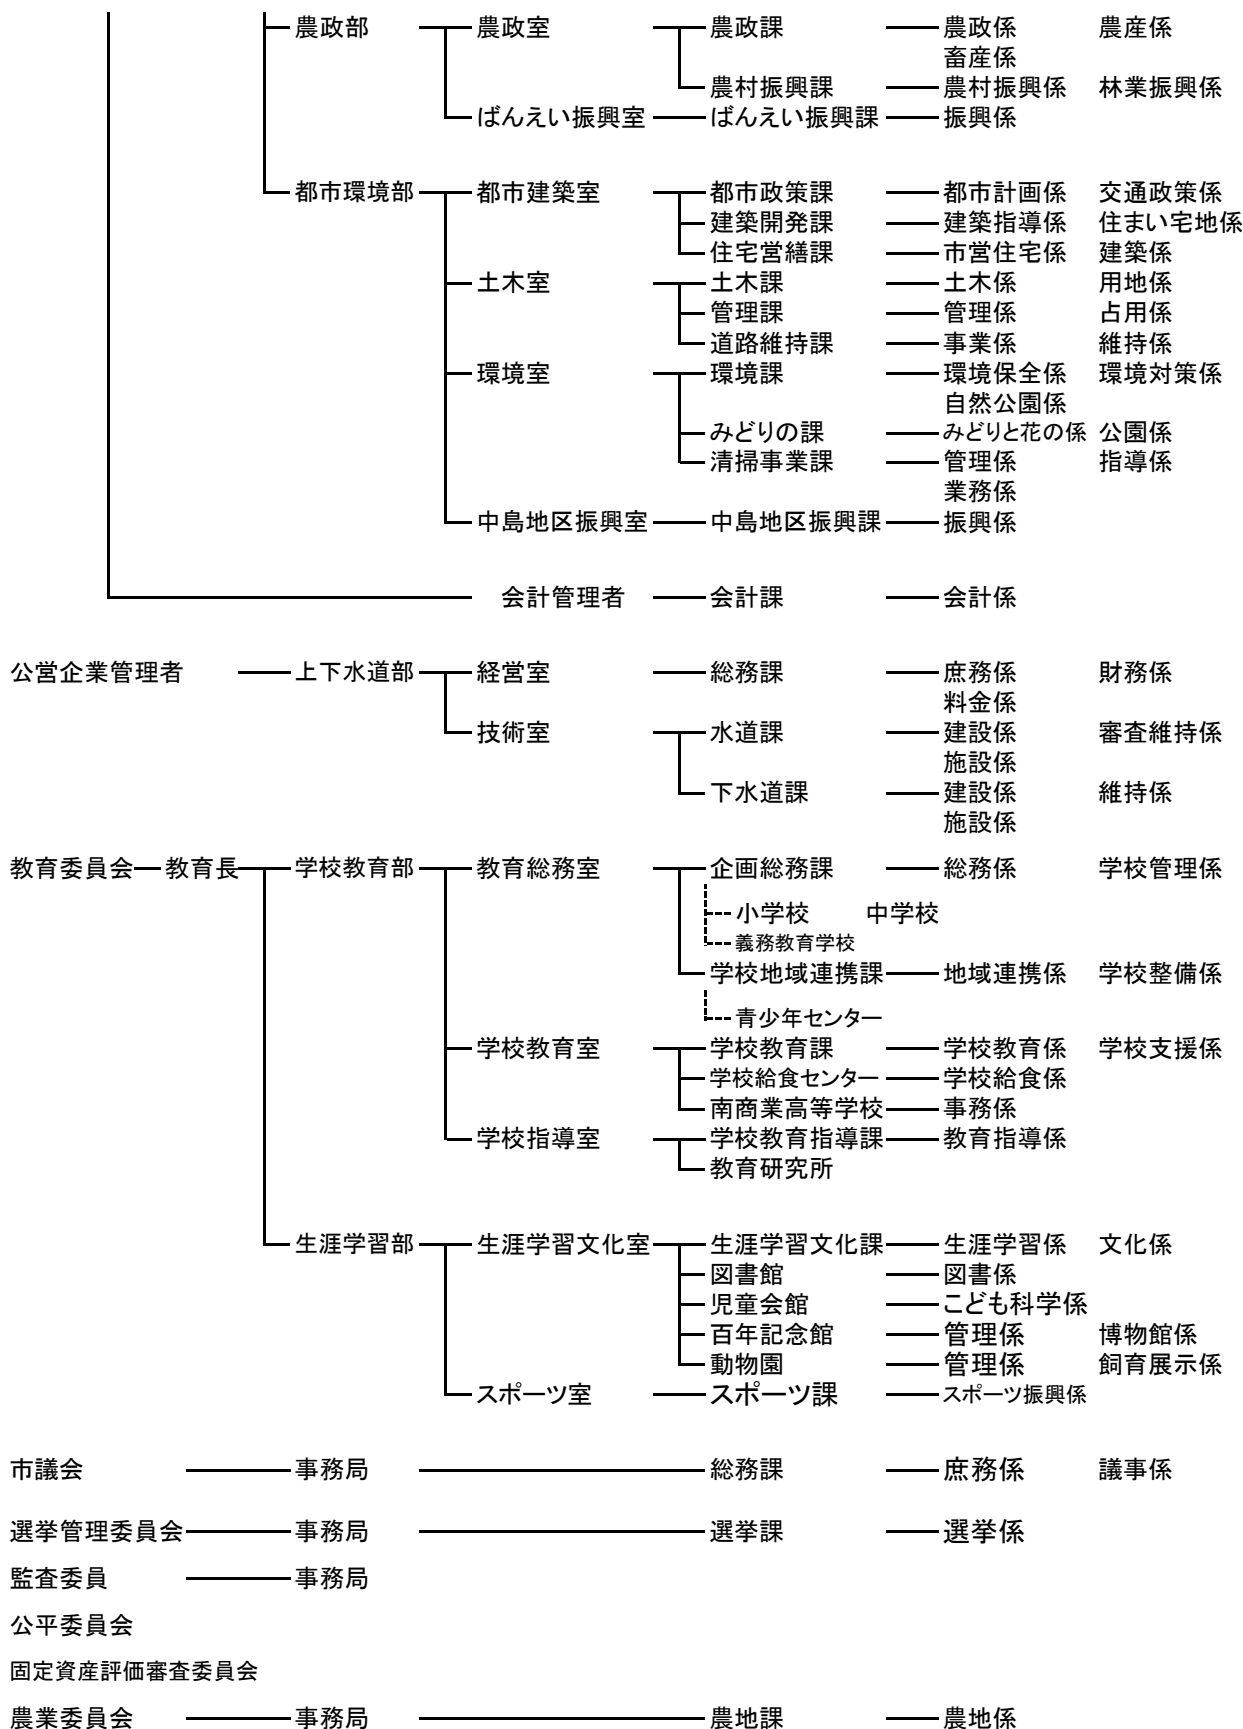 農政部 農政室 農政課 農政係 農産係
畜産係
農村振興課 農村振興係 林業振興係
ばんえい振興室 ばんえい振興課 振興係
都市環境部 都市建築室 都市政策課 都市計画係 交通政策係
建築開発課 建築指導係 住まい宅地係
住宅営繕課 市営住宅係 建築係
土木室 土木課 土木係 用地係
管理課 管理係 占用係
道路維持課 事業係 維持係
環境室 環境課 環境保全係 環境対策係
自然公園係
みどりの課 みどりと花の係 公園係
清掃事業課 管理係 指導係
業務係
中島地区振興室 中島地区振興課 振興係
会計管理者 会計課 会計係
公営企業管理者 上下水道部 経営室 総務課 庶務係 財務係
料金係
技術室 水道課 建設係 審査維持係
施設係
下水道課 建設係 維持係
施設係
教育委員会 教育長 学校教育部 教育総務室 企画総務課 総務係 学校管理係
小学校 中学校
義務教育学校
学校地域連携課 地域連携係 学校整備係
青少年センター
学校教育室 学校教育課 学校教育係 学校支援係
学校給食センター 学校給食係
南商業高等学校 事務係
学校指導室 学校教育指導課 教育指導係
教育研究所
生涯学習部 生涯学習文化室 生涯学習文化課 生涯学習係 文化係
図書館 図書係
児童会館 こども科学係
百年記念館 管理係 博物館係
動物園 管理係 飼育展示係
スポーツ室 スポーツ課 スポーツ振興係
市議会 事務局 総務課 庶務係 議事係
選挙管理委員会 事務局 選挙課 選挙係
監査委員 事務局
公平委員会
固定資産評価審査委員会
農業委員会 事務局 農地課 農地係